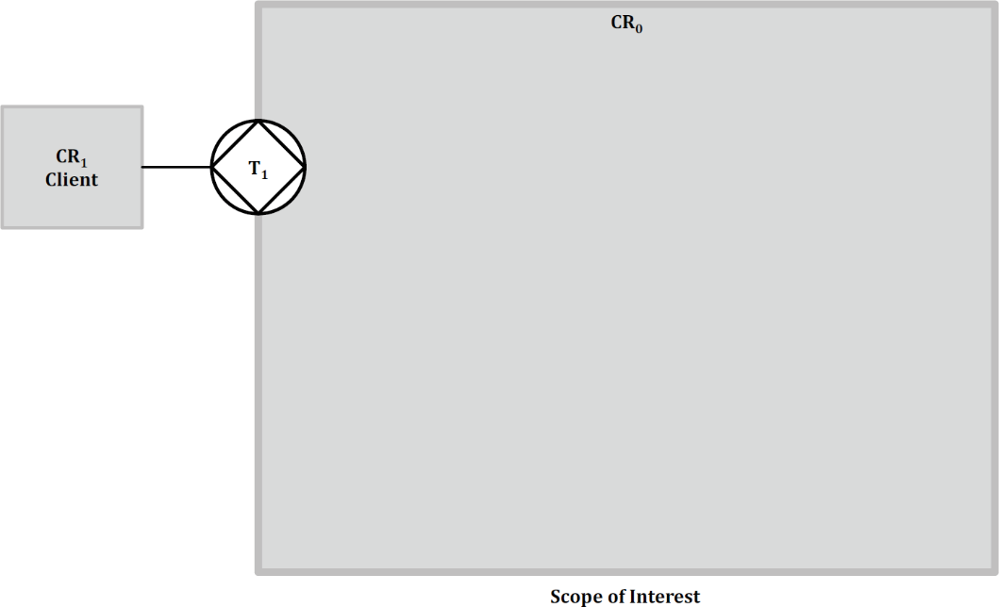 CR₀
CR₁
Client
T₁
Scope of Interest